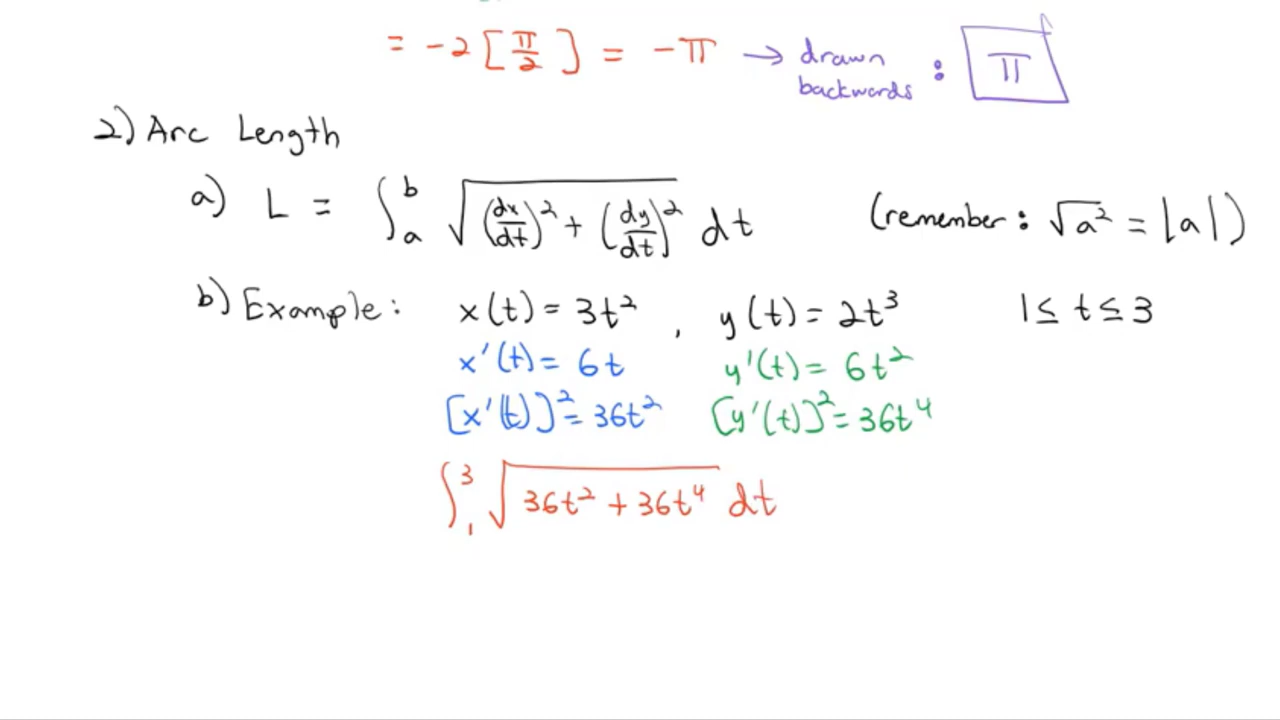 = -2 [π/2] = -π → drawn backwards : π
2) Arc Length
a) L = ∫_a^b √((dx/dt)² + (dy/dt)²) dt (remember: √a² = |a|)
b) Example: x(t) = 3t² , y(t) = 2t³ 1 ≤ t ≤ 3
x'(t) = 6t y'(t) = 6t²
[x'(t)]² = 36t² [y'(t)]² = 36t⁴
∫_1^3 √(36t² + 36t⁴) dt